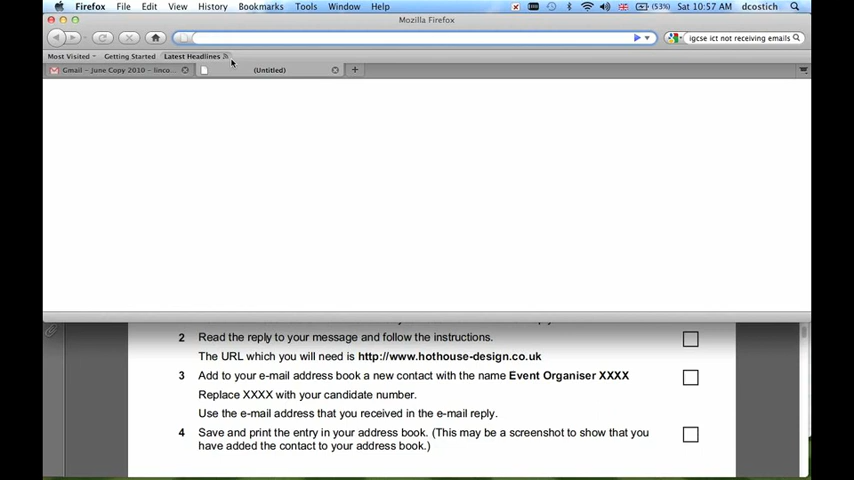 Firefox File Edit View History Bookmarks Tools Window Help (53%) Sat 10:57 AM dcostich
Mozilla Firefox
igcse ict not receiving emails
Most Visited Getting Started Latest Headlines
Gmail - June Copy 2010 - linco... (Untitled)
2 Read the reply to your message and follow the instructions.
The URL which you will need is http://www.hothouse-design.co.uk
3 Add to your e-mail address book a new contact with the name Event Organiser XXXX
Replace XXXX with your candidate number.
Use the e-mail address that you received in the e-mail reply.
4 Save and print the entry in your address book. (This may be a screenshot to show that you
have added the contact to your address book.)